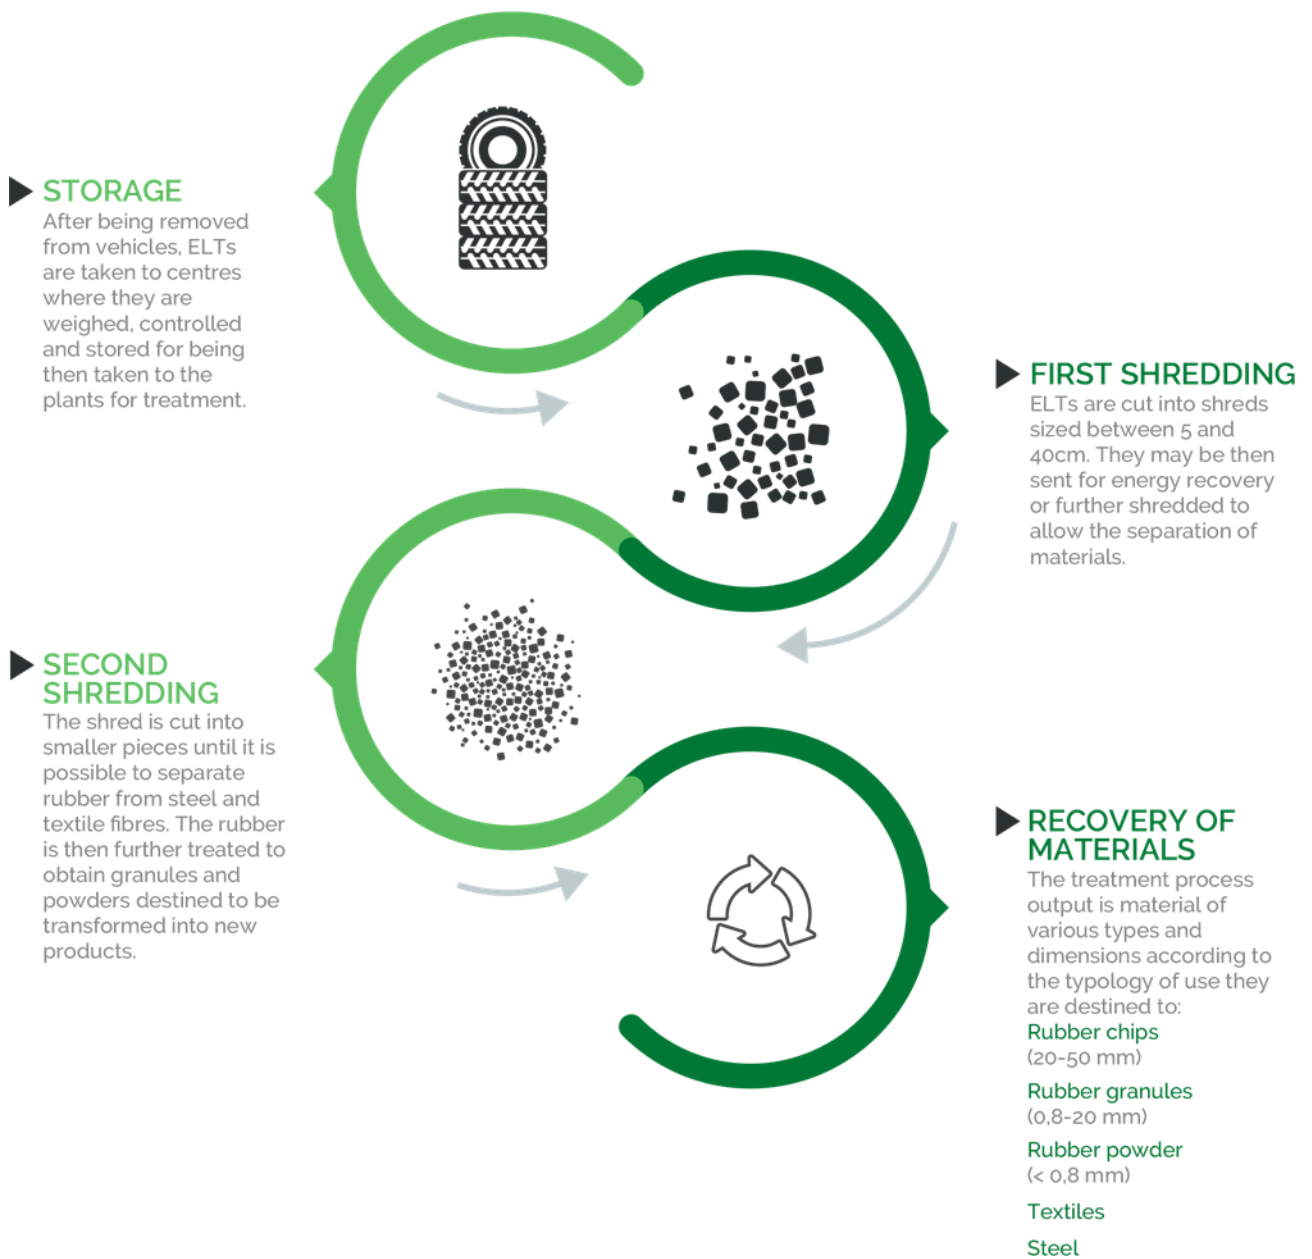 STORAGE
After being removed
from vehicles, ELTs
are taken to centres
where they are
weighed, controlled
and stored for being
then taken to the
plants for treatment.
FIRST SHREDDING
ELTs are cut into shreds
sized between 5 and
40cm. They may be then
sent for energy recovery
or further shredded to
allow the separation of
materials.
SECOND
SHREDDING
The shred is cut into
smaller pieces until it is
possible to separate
rubber from steel and
textile fibres. The rubber
is then further treated to
obtain granules and
powders destined to be
transformed into new
products.
RECOVERY OF
MATERIALS
The treatment process
output is material of
various types and
dimensions according to
the typology of use they
are destined to:
Rubber chips
(20-50 mm)
Rubber granules
(0,8-20 mm)
Rubber powder
(< 0,8 mm)
Textiles
Steel